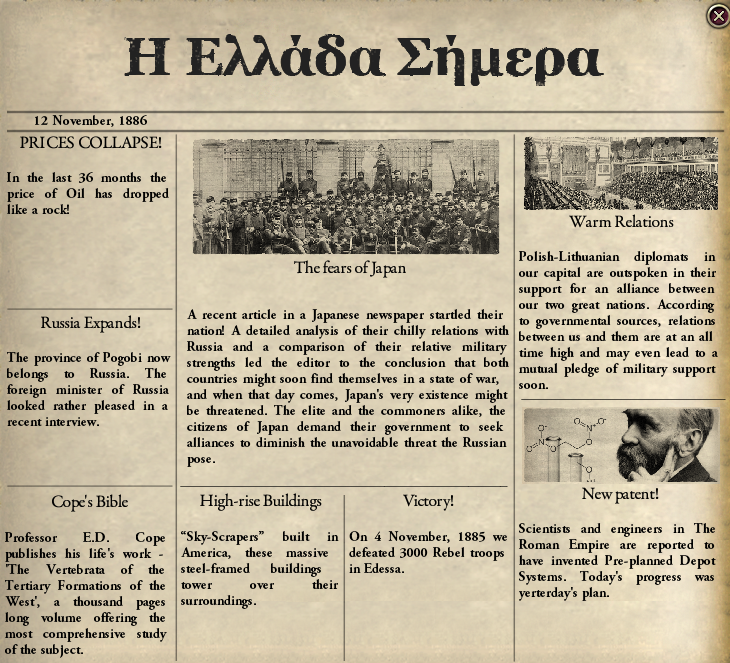 Η Ελλάδα Σήμερα
12 November, 1886
PRICES COLLAPSE!
In the last 36 months the
price of Oil has dropped
like a rock!
Russia Expands!
The province of Pogobi now
belongs to Russia. The
foreign minister of Russia
looked rather pleased in a
recent interview.
The fears of Japan
A recent article in a Japanese newspaper startled their
nation! A detailed analysis of their chilly relations with
Russia and a comparison of their relative military
strengths led the editor to the conclusion that both
countries might soon find themselves in a state of war,
and when that day comes, Japan's very existence might
be threatened. The elite and the commoners alike, the
citizens of Japan demand their government to seek
alliances to diminish the unavoidable threat the Russian
pose.
Warm Relations
Polish-Lithuanian diplomats in
our capital are outspoken in their
support for an alliance between
our two great nations. According
to governmental sources, relations
between us and them are at an all
time high and may even lead to a
mutual pledge of military support
soon.
New patent!
Scientists and engineers in The
Roman Empire are reported to
have invented Pre-planned Depot
Systems. Today's progress was
yerterday's plan.
Cope's Bible
Professor E.D. Cope
publishes his life's work -
'The Vertebrata of the
Tertiary Formations of the
West', a thousand pages
long volume offering the
most comprehensive study
of the subject.
High-rise Buildings
“Sky-Scrapers” built in
America, these massive
steel-framed buildings
tower over their
surroundings.
Victory!
On 4 November, 1885 we
defeated 3000 Rebel troops
in Edessa.